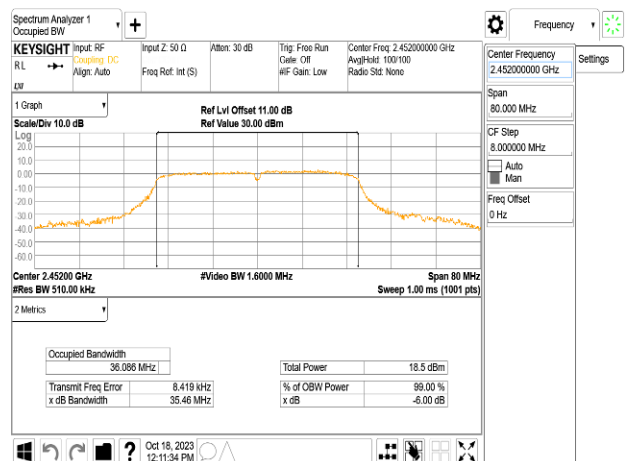 Spectrum Analyzer 1
Occupied BW
Frequency
KEYSIGHT
RL
Input: RF
Coupling: DC
Align: Auto
Input Z: 50 Ω
Freq Ref: Int (S)
Atten: 30 dB
Trig: Free Run
Gate: Off
#IF Gain: Low
Center Freq: 2.452000000 GHz
Avg|Hold: 100/100
Radio Std: None
Center Frequency
2.452000000 GHz
Settings
Span
80.000 MHz
CF Step
8.000000 MHz
Auto
Man
Freq Offset
0 Hz
1 Graph
Scale/Div 10.0 dB
Ref Lvl Offset 11.00 dB
Ref Value 30.00 dBm
Log
20.0
10.0
0.00
-10.0
-20.0
-30.0
-40.0
-50.0
-60.0
Center 2.45200 GHz
#Video BW 1.6000 MHz
Span 80 MHz
#Res BW 510.00 kHz
Sweep 1.00 ms (1001 pts)
2 Metrics
Occupied Bandwidth
36.086 MHz
Total Power
18.5 dBm
Transmit Freq Error
8.419 kHz
% of OBW Power
99.00 %
x dB Bandwidth
35.46 MHz
x dB
-6.00 dB
?
Oct 18, 2023
12:11:34 PM